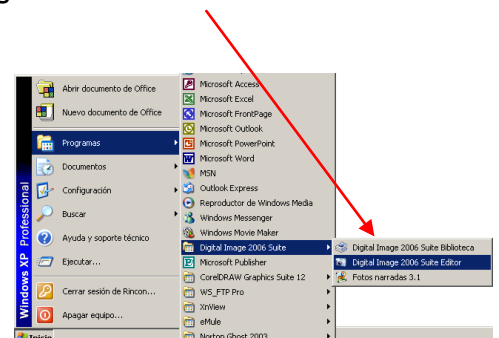 Windows XP Professional
Abrir documento de Office
Nuevo documento de Office
Programas
Documentos
Configuración
Buscar
Ayuda y soporte técnico
Ejecutar...
Cerrar sesión de Rincon...
Apagar equipo...
Inicio
Microsoft Access
Microsoft Excel
Microsoft FrontPage
Microsoft Outlook
Microsoft PowerPoint
Microsoft Word
MSN
Outlook Express
Reproductor de Windows Media
Windows Messenger
Windows Movie Maker
Digital Image 2006 Suite
Microsoft Publisher
CorelDRAW Graphics Suite 12
WS_FTP Pro
XnView
eMule
Norton Ghost 2003
Digital Image 2006 Suite Biblioteca
Digital Image 2006 Suite Editor
Fotos narradas 3.1